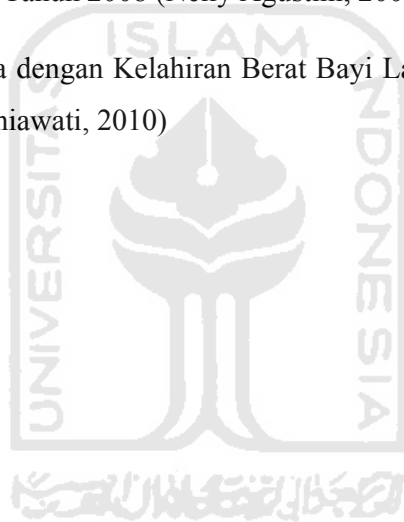 Tahun 2008 (Nelly Agustini, 200
ISLAM
a dengan Kelahiran Berat Bayi La
niawati, 2010)
UNIVERSITAS
INDONESIA